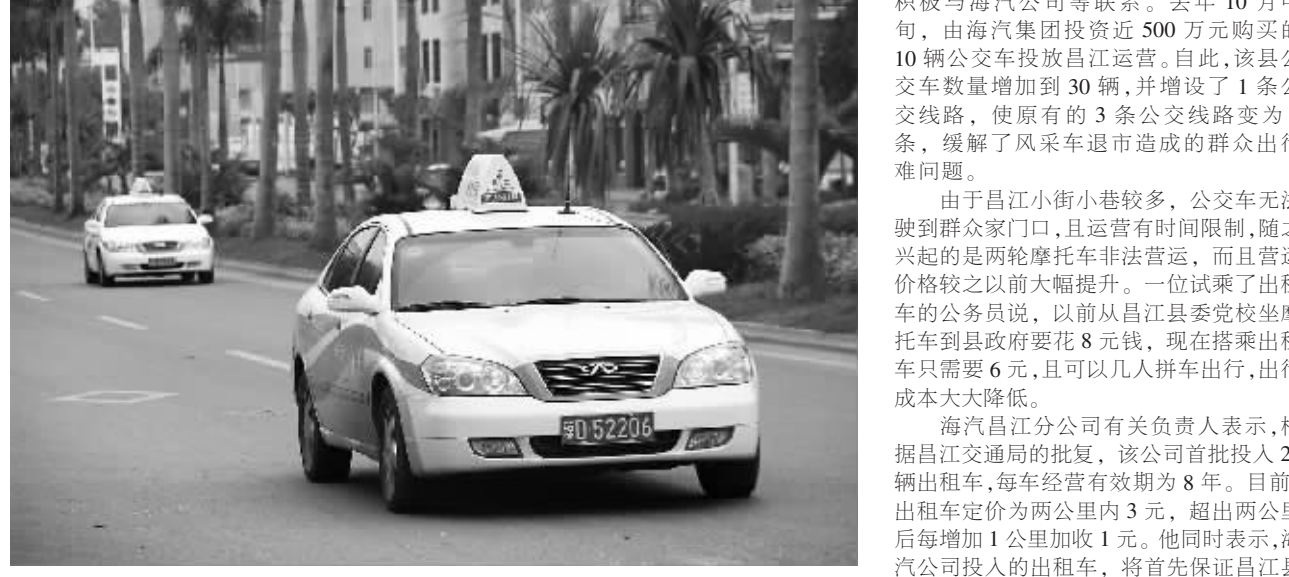 琼D 52206
积极与海汽公司等联系。去年 10 月中
旬，由海汽集团投资近 500 万元购买的
10 辆公交车投放昌江运营。自此,该县公
交车数量增加到 30 辆,并增设了 1 条公
交线路，使原有的 3 条公交线路变为
条，缓解了风采车退市造成的群众出行
难问题。
由于昌江小街小巷较多，公交车无法
驶到群众家门口,且运营有时间限制,随之
兴起的是两轮摩托车非法营运，而且营运
价格较之以前大幅提升。一位试乘了出租
车的公务员说，以前从昌江县委党校坐摩
托车到县政府要花 8 元钱，现在搭乘出租
车只需要 6 元,且可以几人拼车出行,出行
成本大大降低。
海汽昌江分公司有关负责人表示,根
据昌江交通局的批复，该公司首批投入 2
辆出租车,每车经营有效期为 8 年。目前
出租车定价为两公里内 3 元，超出两公里
后每增加 1 公里加收 1 元。他同时表示,海
汽公司投入的出租车，将首先保证昌江县